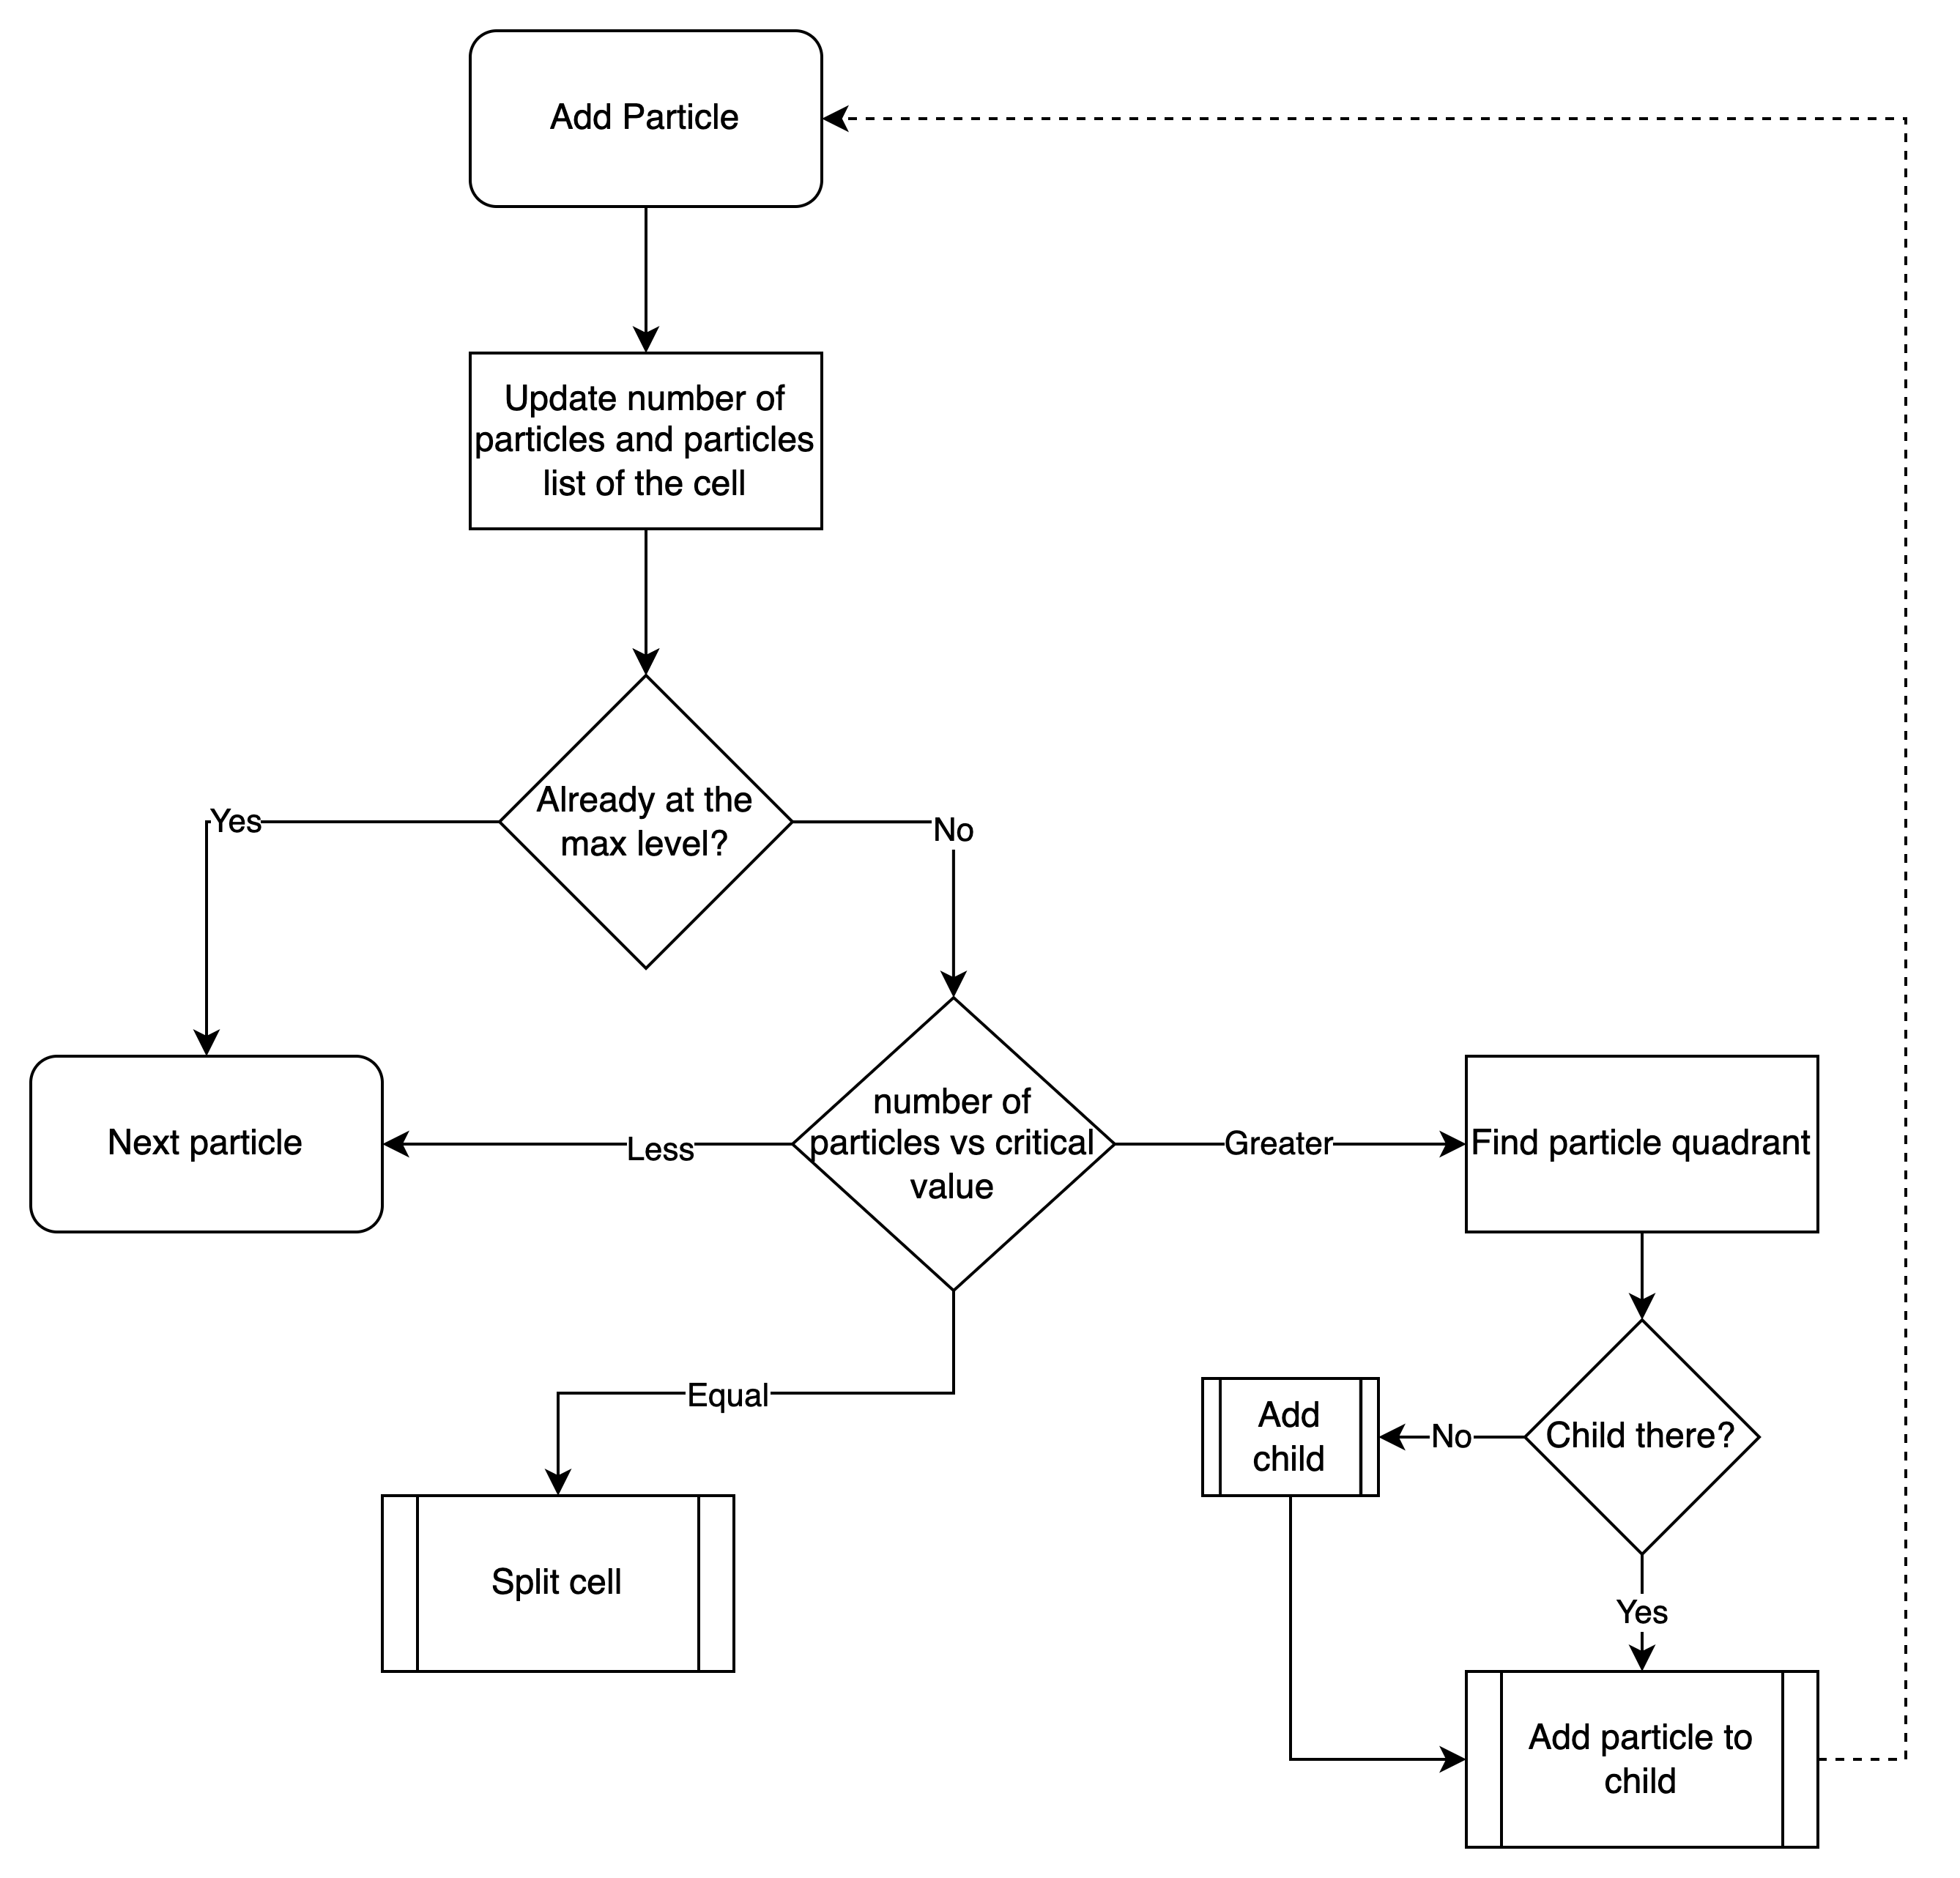 Add Particle
Update number of
particles and particles
list of the cell
Already at the
max level?
Yes
No
Next particle
Less
number of
particles vs critical
value
Greater
Find particle quadrant
Equal
Add
child
No
Child there?
Split cell
Yes
Add particle to
child